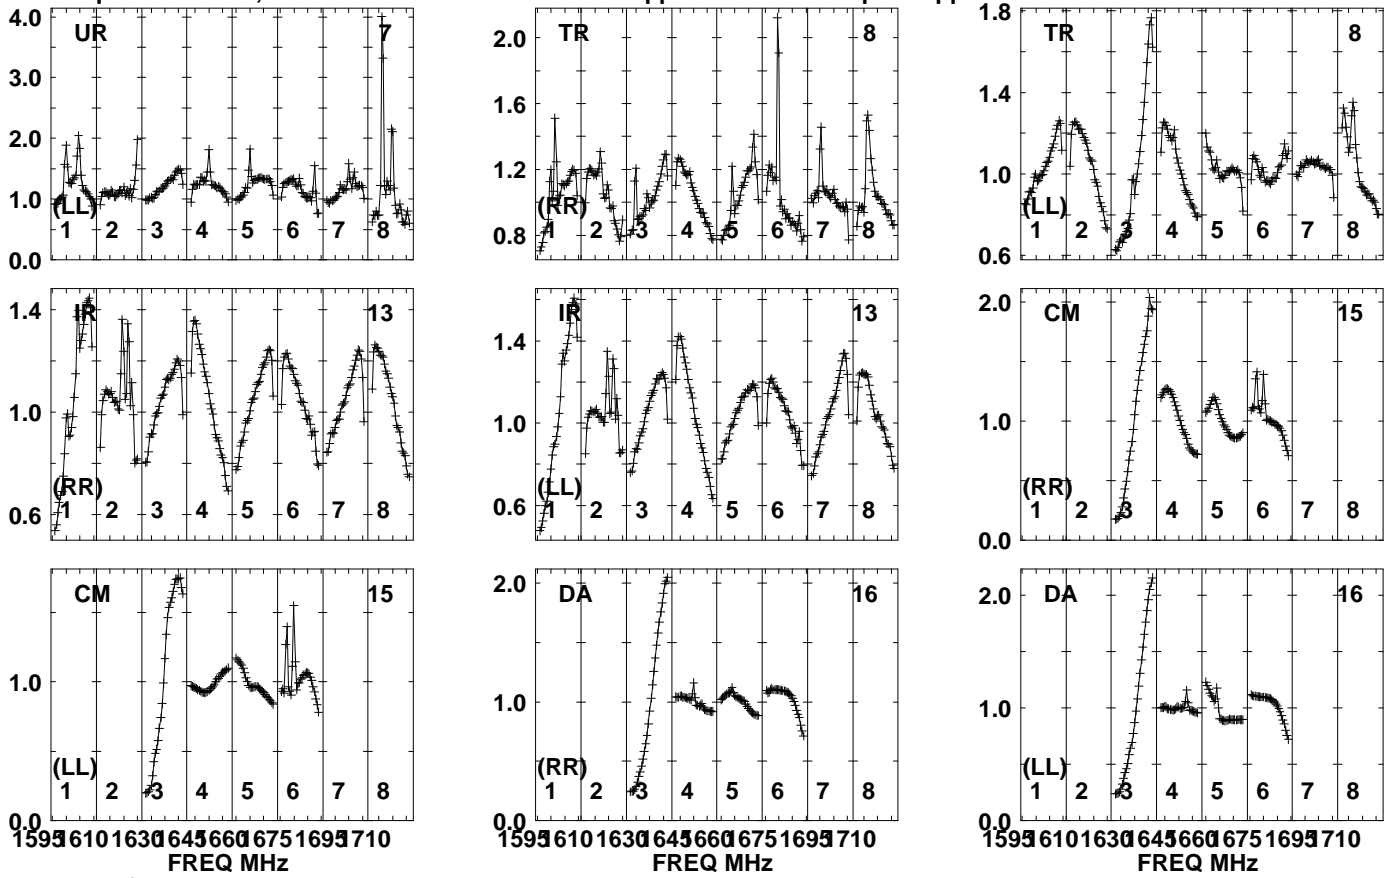 UR 7
4.0
3.0
2.0
1.0
0.0
(LL)
1 2 3 4 5 6 7 8
TR 8
2.0
1.6
1.2
0.8
(RR)
1 2 3 4 5 6 7 8
TR 8
1.8
1.4
1.0
0.6
(LL)
1 2 3 4 5 6 7 8
IR 13
1.4
1.0
0.6
(RR)
1 2 3 4 5 6 7 8
IR 13
1.4
1.0
0.6
(LL)
1 2 3 4 5 6 7 8
CM 15
2.0
1.0
0.0
(RR)
1 2 3 4 5 6 7 8
CM 15
1.0
0.0
(LL)
1 2 3 4 5 6 7 8
1595 1610 1630 1645 1660 1675 1695 1710
FREQ MHz
DA 16
2.0
1.0
0.0
(RR)
1 2 3 4 5 6 7 8
1595 1610 1630 1645 1660 1675 1695 1710
FREQ MHz
DA 16
2.0
1.0
0.0
(LL)
1 2 3 4 5 6 7 8
1595 1610 1630 1645 1660 1675 1695 1710
FREQ MHz